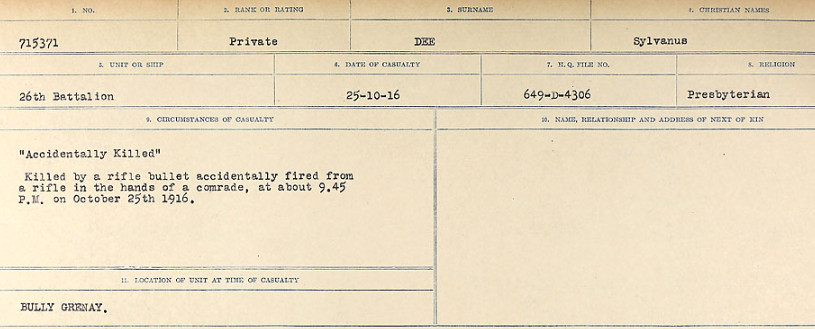 1. NO. 2. RANK OR RATING 3. SURNAME 4. CHRISTIAN NAMES
715371 Private DEE Sylvanus
5. UNIT OR SHIP 6. DATE OF CASUALTY 7. H.Q. FILE NO. 8. RELIGION
26th Battalion 25-10-16 649-D-4306 Presbyterian
9. CIRCUMSTANCES OF CASUALTY 10. NAME, RELATIONSHIP AND ADDRESS OF NEXT OF KIN
"Accidentally Killed"
Killed by a rifle bullet accidentally fired from
a rifle in the hands of a comrade, at about 9.45
P.M. on October 25th 1916.
11. LOCATION OF UNIT AT TIME OF CASUALTY
BULLY GRENAY.